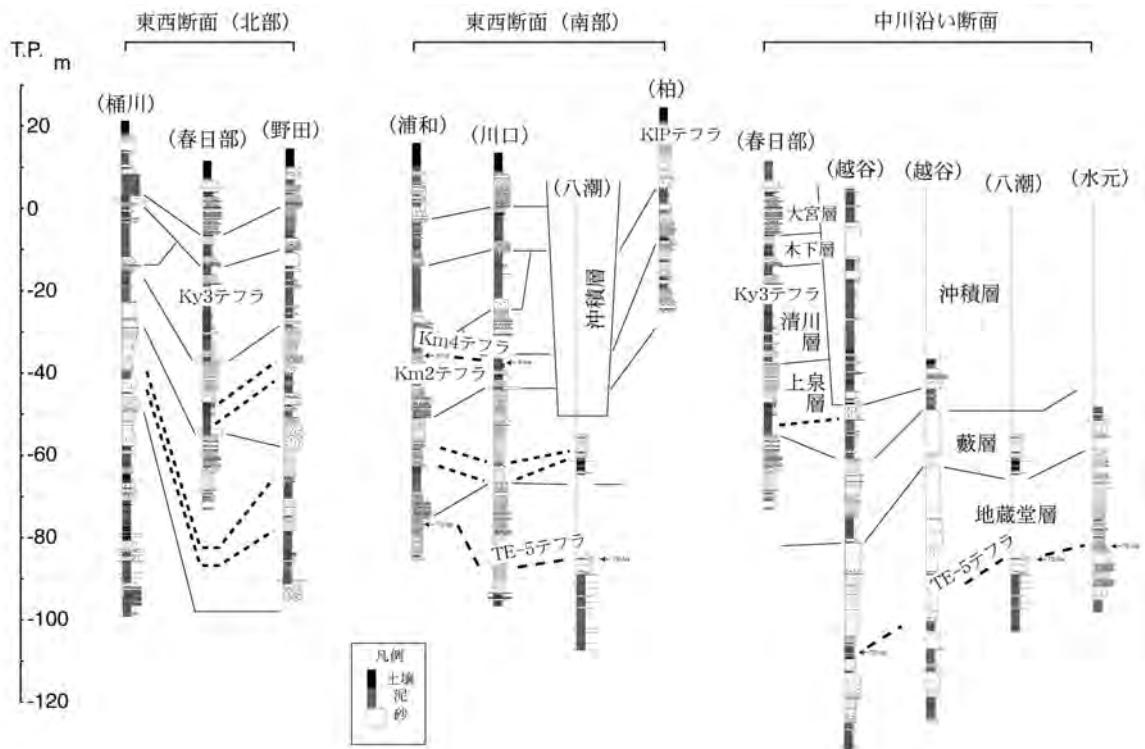 東西断面（北部）
東西断面（南部）
中川沿い断面
T.P. m
20
0
-20
-40
-60
-80
-100
-120
（桶川）
（春日部）
（野田）
Ky3テフラ
（浦和）
（川口）
（八潮）
（柏）
KlPテフラ
沖積層
Km4テフラ
Km2テフラ
TE-5テフラ
（春日部）
（越谷）
（越谷）
（八潮）
（水元）
大宮層
木下層
Ky3テフラ
清川
層
上泉
層
沖積層
藪層
地蔵堂層
TE-5テフラ
凡例
土壌
泥
砂